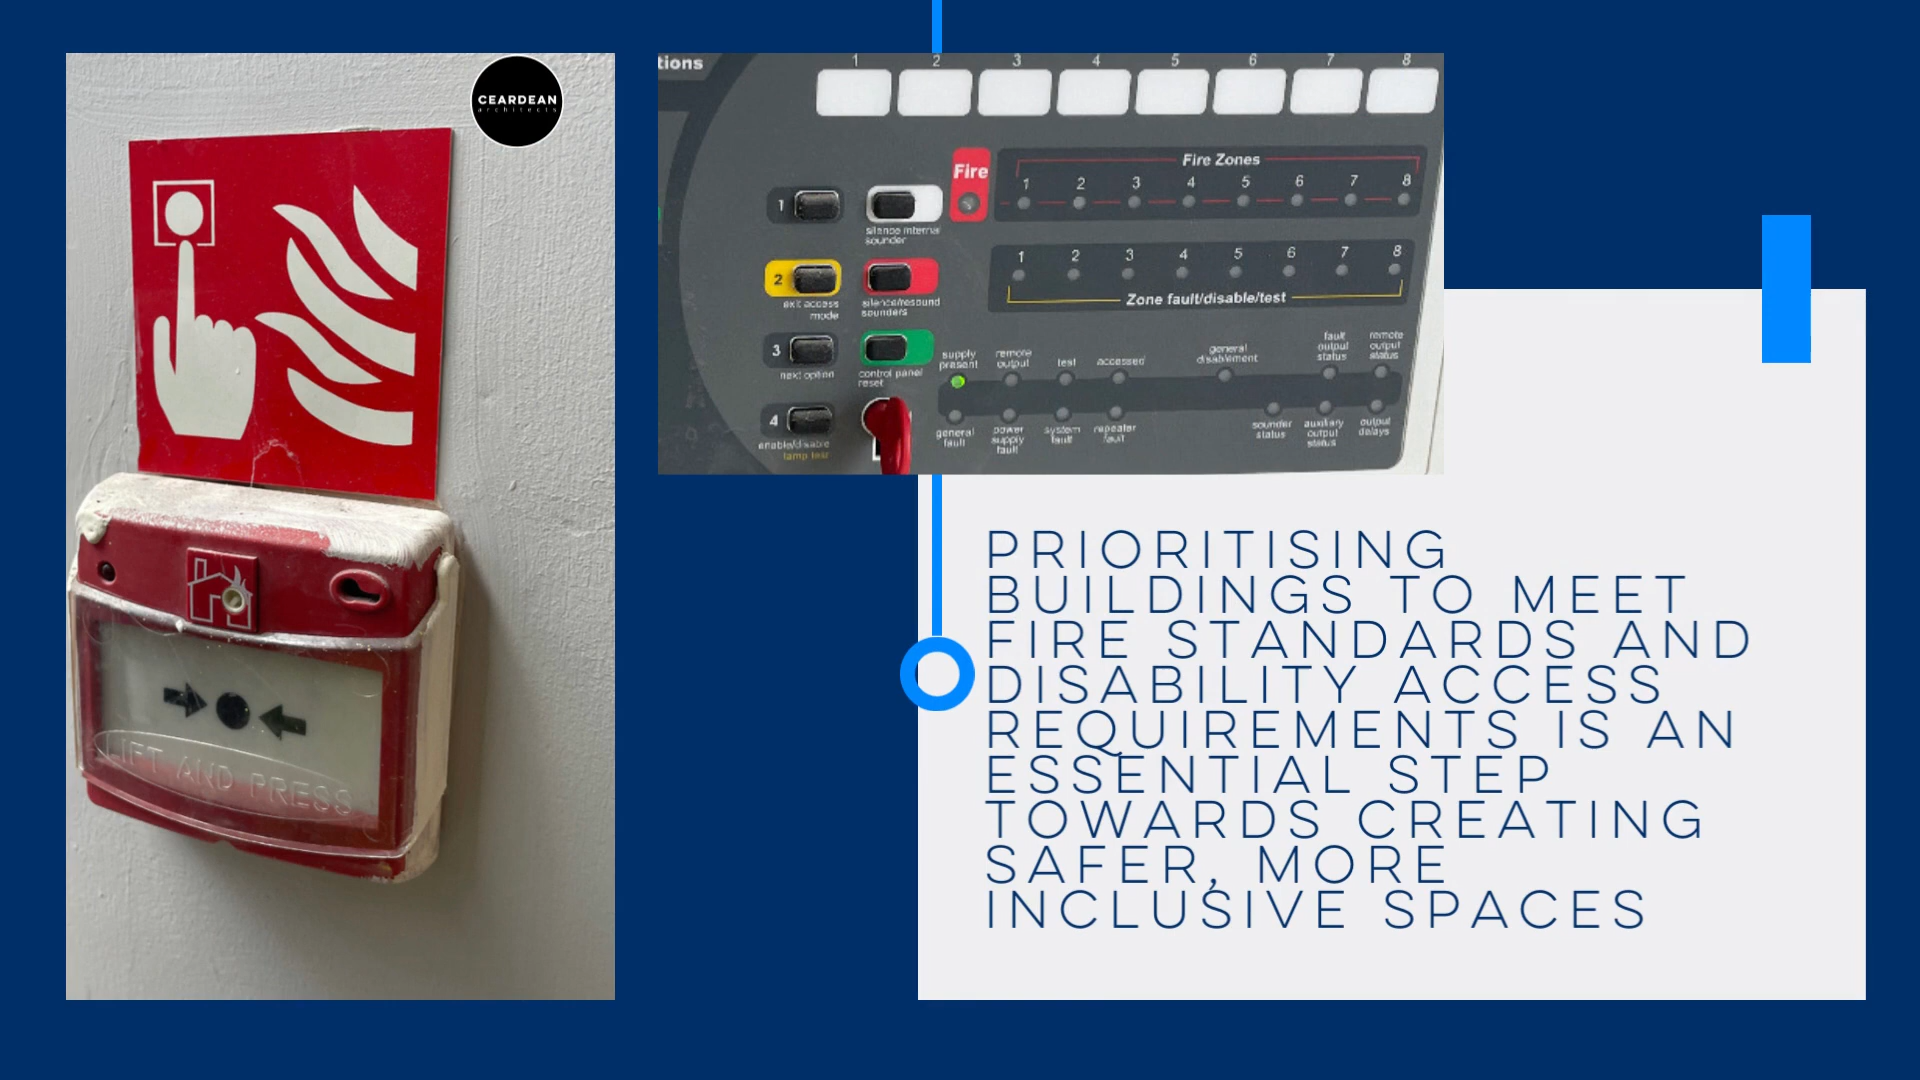 CEARDEAN
architects
LIFT AND PRESS
tions
1 2 3 4 5 6 7 8
Fire
Fire Zones
1 2 3 4 5 6 7 8
1 2 3 4 5 6 7 8
Zone fault/disable/test
1
silence internal
sounder
2
exit access
mode
silence/resound
sounders
3
next option
control panel
reset
4
enable/disable
lamp test
supply
present
remote
output
test
accessed
general
disablement
fault
output
status
remote
output
status
general
fault
power
supply
fault
system
fault
repeater
fault
sounder
status
auxiliary
output
status
output
delays
PRIORITISING
BUILDINGS TO MEET
FIRE STANDARDS AND
DISABILITY ACCESS
REQUIREMENTS IS AN
ESSENTIAL STEP
TOWARDS CREATING
SAFER, MORE
INCLUSIVE SPACES